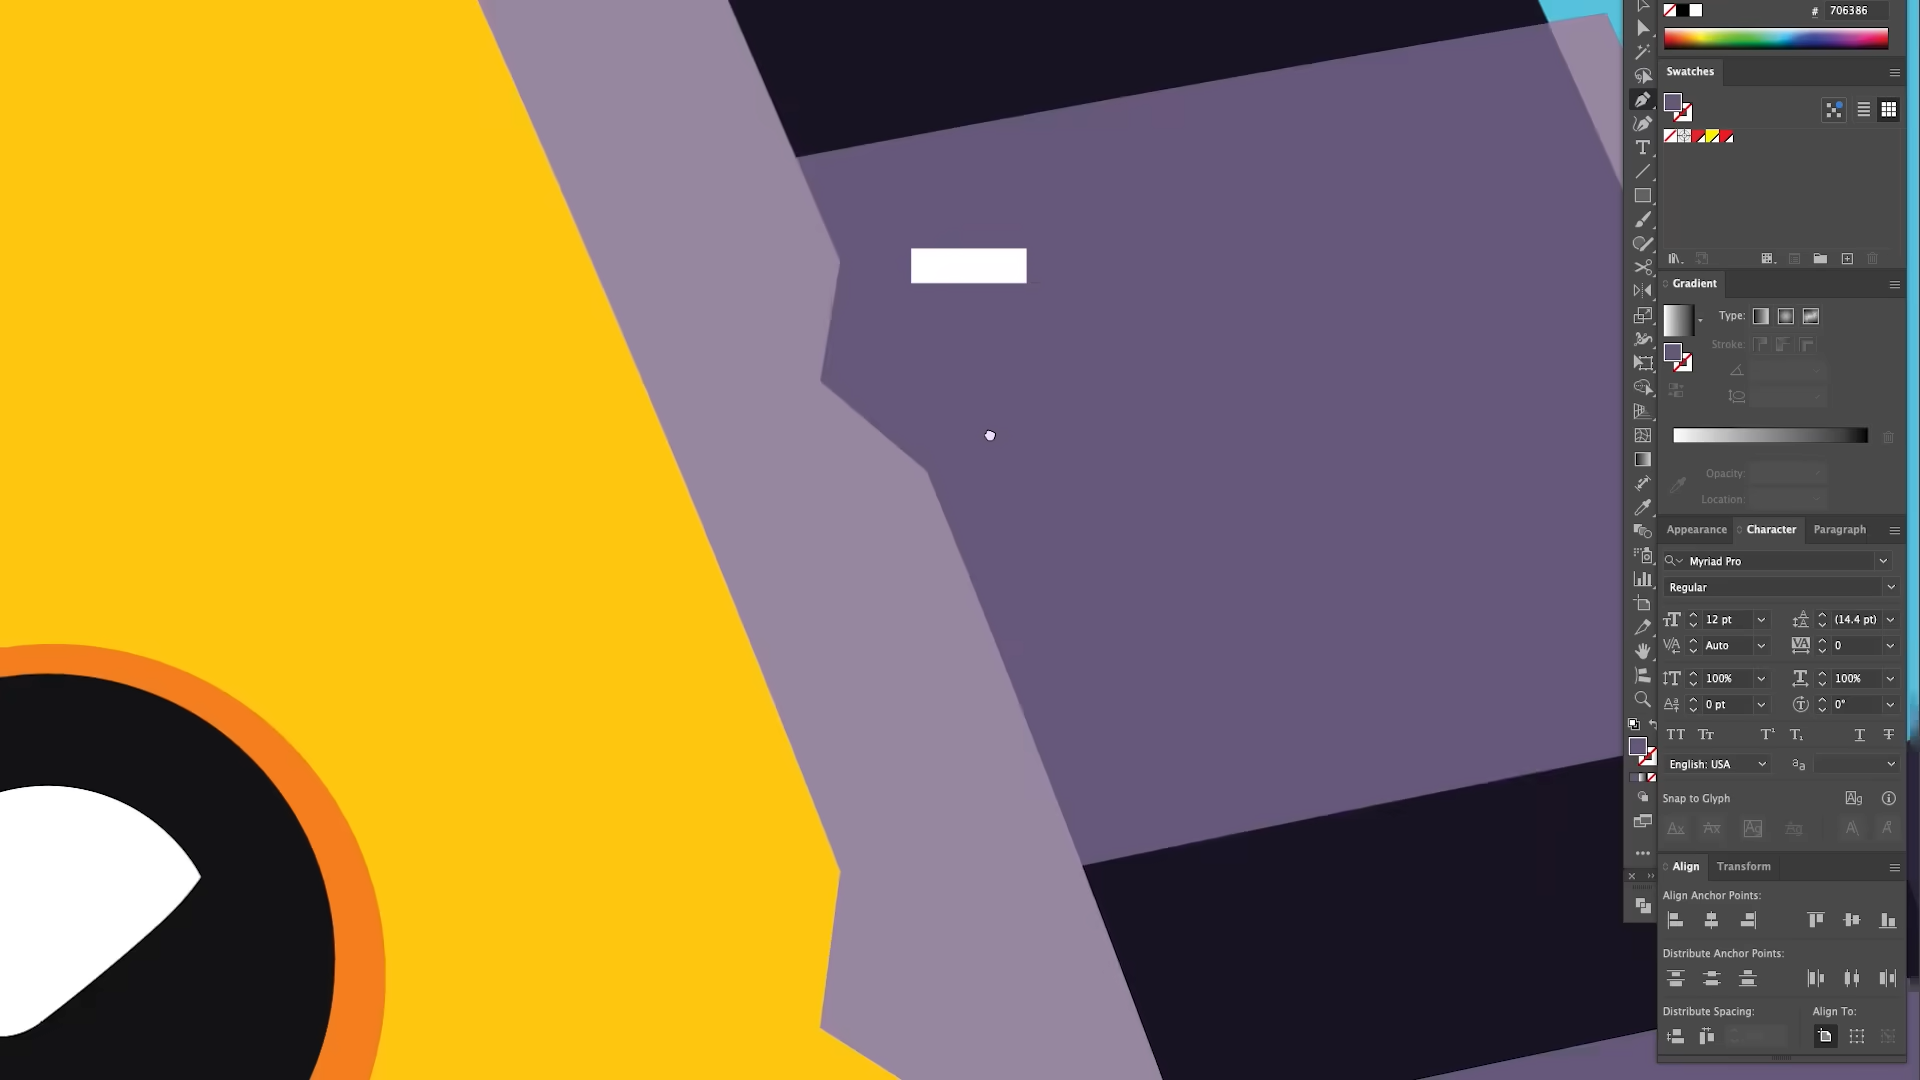 # 706386
Swatches
Gradient
Type:
Stroke:
Opacity:
Location:
Appearance Character Paragraph
Myriad Pro
Regular
12 pt (14.4 pt)
Auto 0
100% 100%
0 pt 0°
English: USA
Snap to Glyph
Align Transform
Align Anchor Points:
Distribute Anchor Points:
Distribute Spacing: Align To: